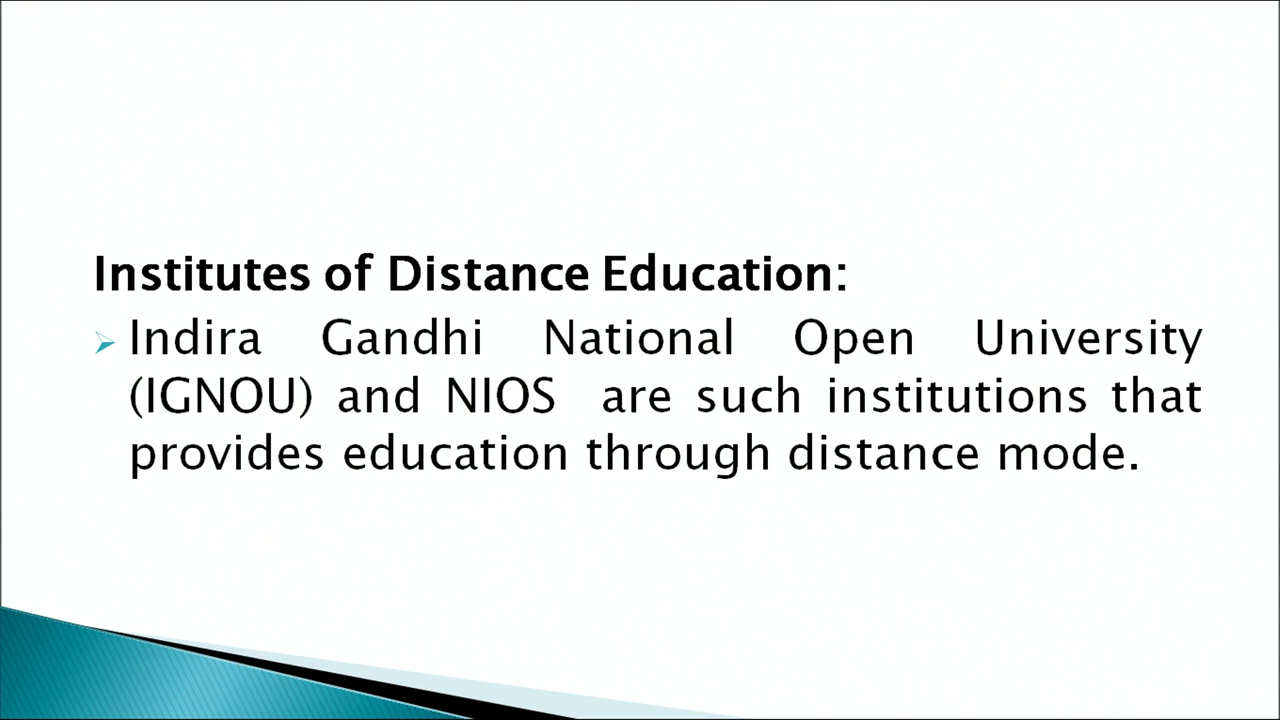 Institutes of Distance Education:
Indira Gandhi National Open University
(IGNOU) and NIOS are such institutions that
provides education through distance mode.